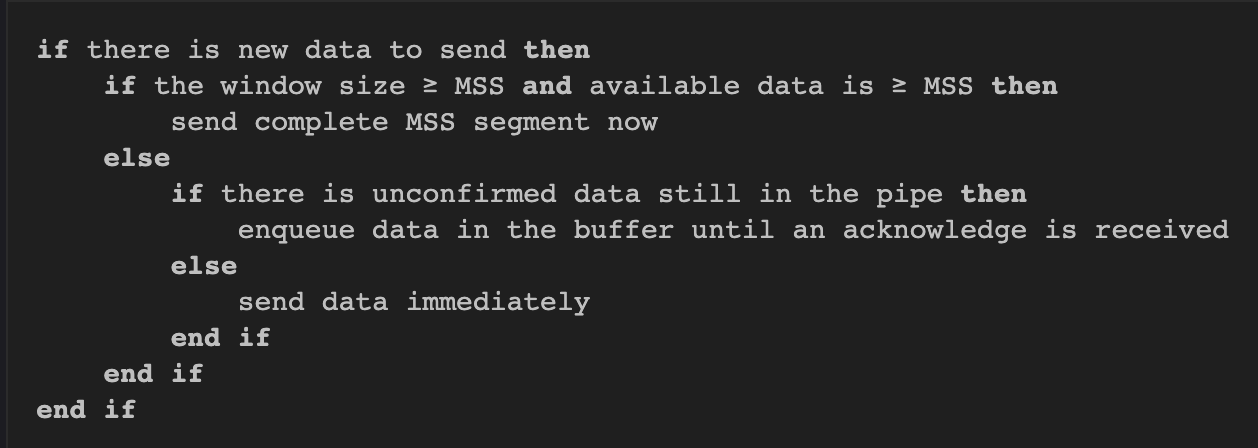 if there is new data to send then
    if the window size ≥ MSS and available data is ≥ MSS then
        send complete MSS segment now
    else
        if there is unconfirmed data still in the pipe then
            enqueue data in the buffer until an acknowledge is received
        else
            send data immediately
        end if
    end if
end if